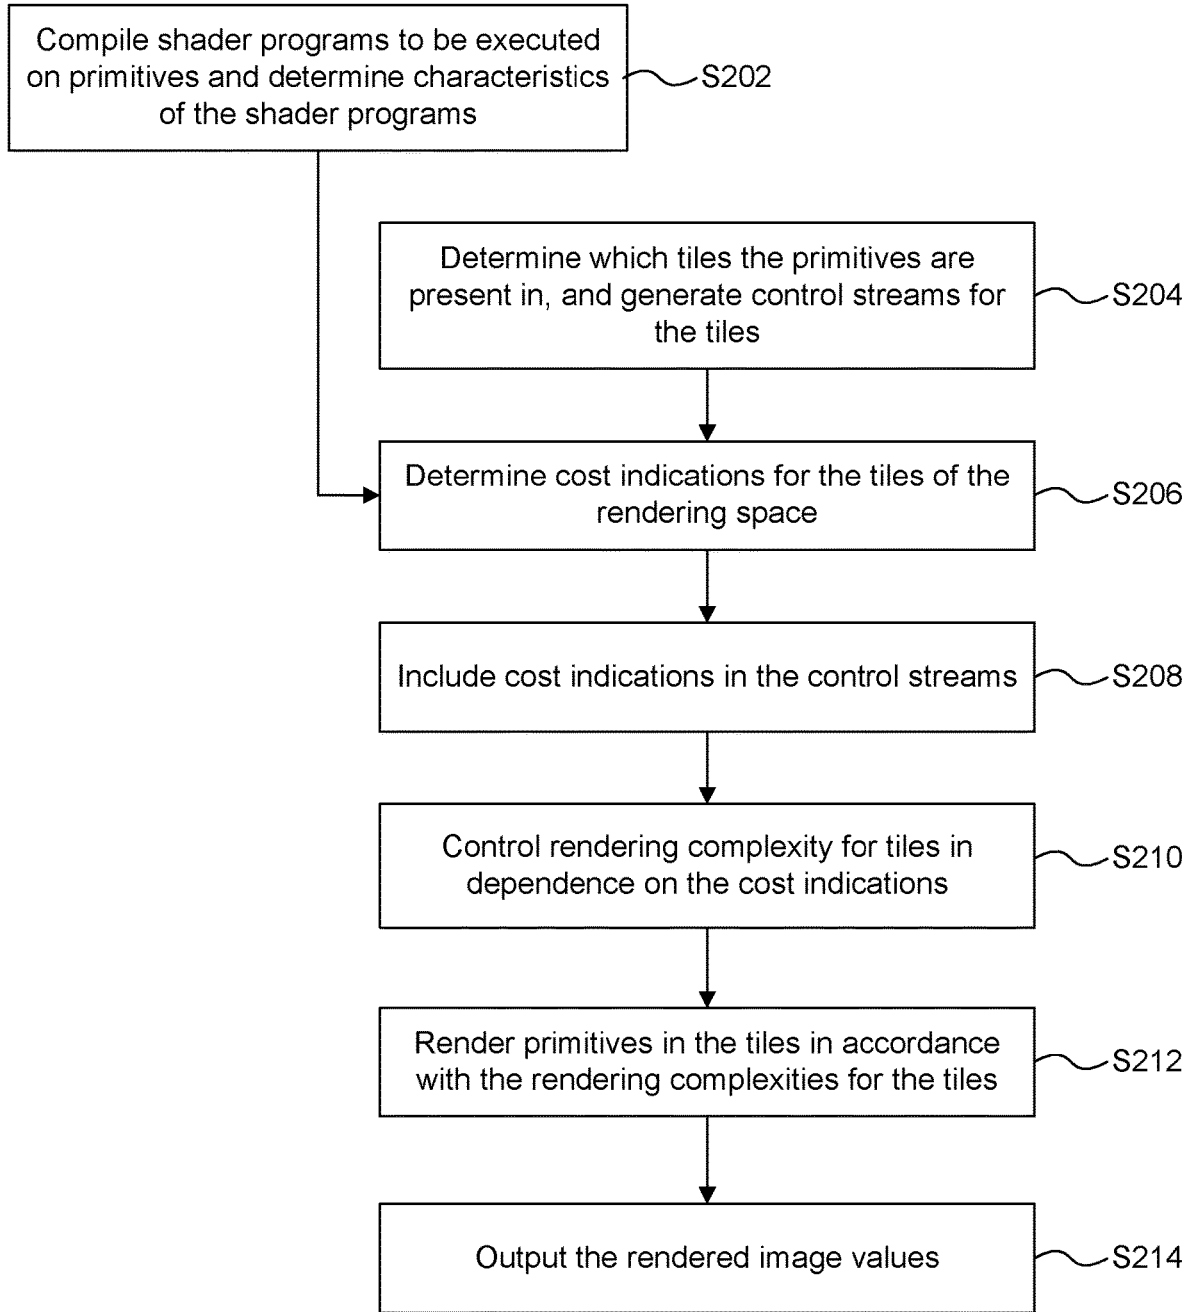 Compile shader programs to be executed
on primitives and determine characteristics
of the shader programs
S202
Determine which tiles the primitives are
present in, and generate control streams for
the tiles
S204
Determine cost indications for the tiles of the
rendering space
S206
Include cost indications in the control streams
S208
Control rendering complexity for tiles in
dependence on the cost indications
S210
Render primitives in the tiles in accordance
with the rendering complexities for the tiles
S212
Output the rendered image values
S214